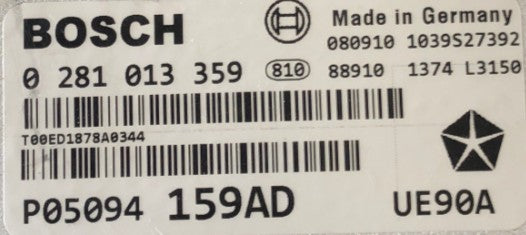 BOSCH
Made in Germany
080910 1039S27392
0 281 013 359 810 88910 1374 L3150
T00ED1878A0344
P05094 159AD UE90A